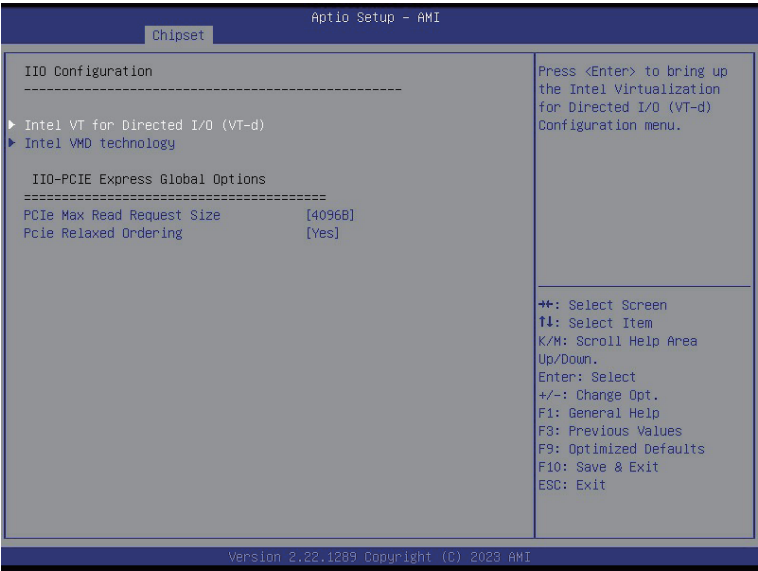 Aptio Setup – AMI
Chipset
IIO Configuration
--------------------------------------------------
Intel VT for Directed I/O (VT-d)
Intel VMD technology
IIO-PCIE Express Global Options
========================================
PCIe Max Read Request Size [4096B]
Pcie Relaxed Ordering [Yes]
Press <Enter> to bring up
the Intel Virtualization
for Directed I/O (VT-d)
Configuration menu.
→←: Select Screen
↑↓: Select Item
K/M: Scroll Help Area
Up/Down.
Enter: Select
+/-: Change Opt.
F1: General Help
F3: Previous Values
F9: Optimized Defaults
F10: Save & Exit
ESC: Exit
Version 2.22.1289 Copyright (C) 2023 AMI